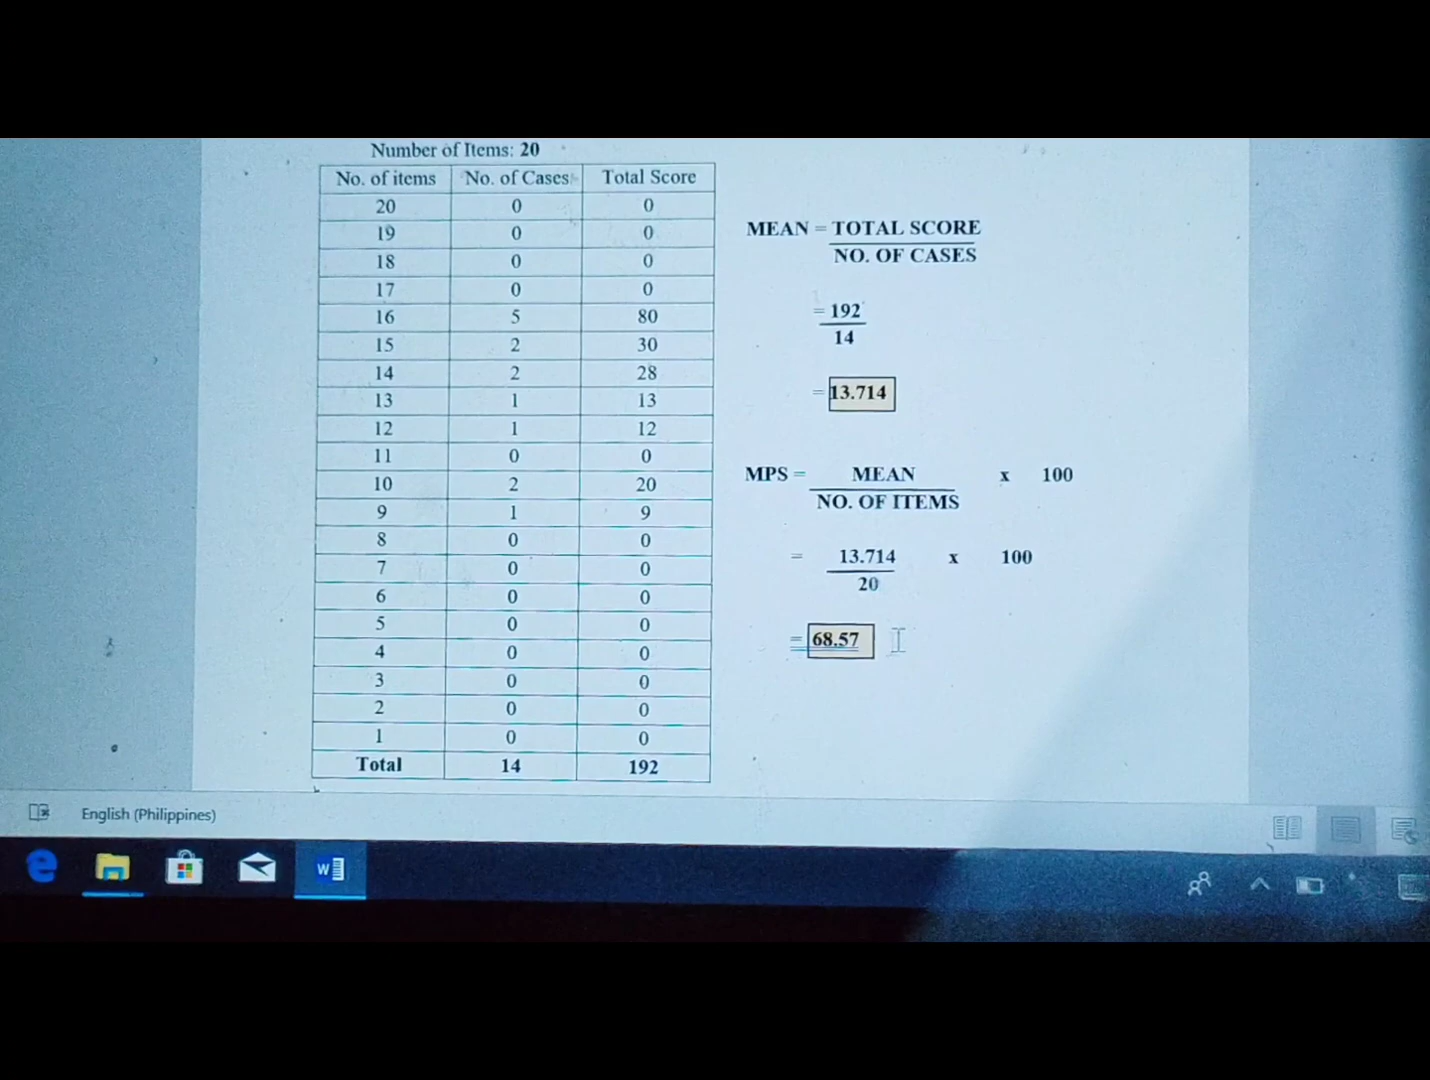 Number of Items: 20
No. of items No. of Cases Total Score
20 0 0
19 0 0
18 0 0
17 0 0
16 5 80
15 2 30
14 2 28
13 1 13
12 1 12
11 0 0
10 2 20
9 1 9
8 0 0
7 0 0
6 0 0
5 0 0
4 0 0
3 0 0
2 0 0
1 0 0
Total 14 192
MEAN = TOTAL SCORE
NO. OF CASES
= 192
14
= 13.714
MPS = MEAN x 100
NO. OF ITEMS
= 13.714 x 100
20
= 68.57
English (Philippines)
W